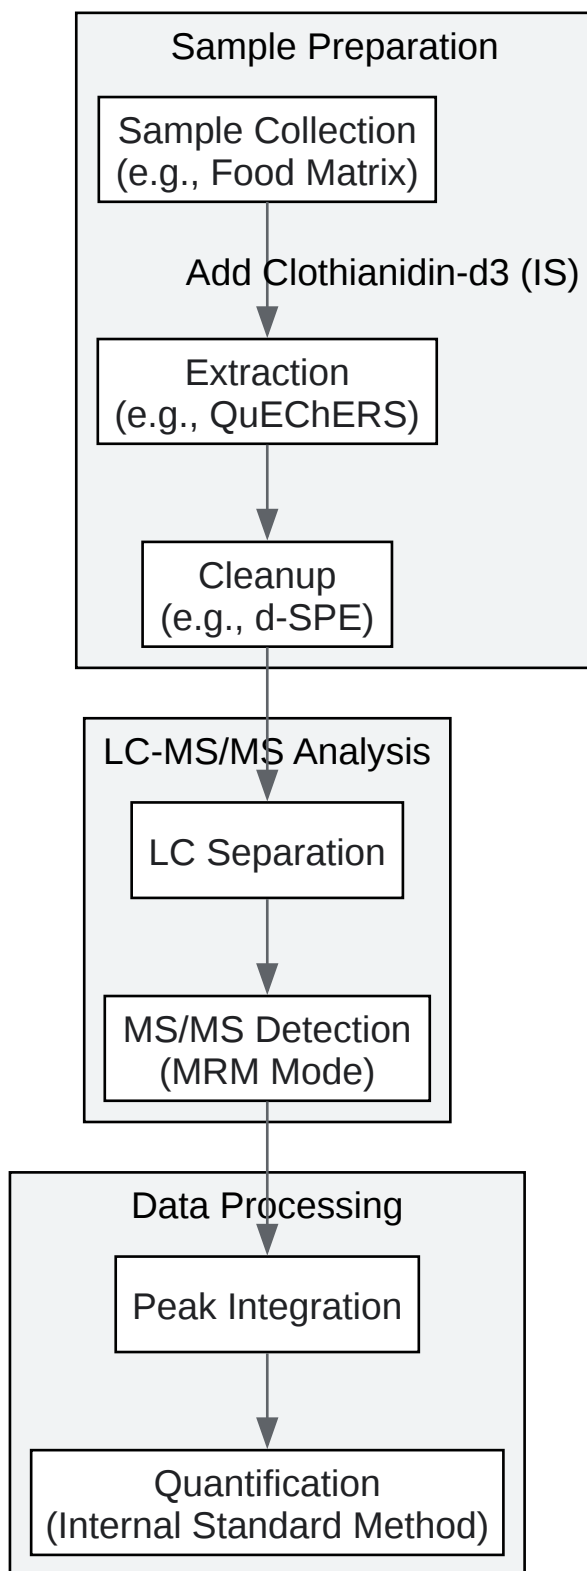 Sample Preparation
Sample Collection
(e.g., Food Matrix)
Add Clothianidin-d3 (IS)
Extraction
(e.g., QuEChERS)
Cleanup
(e.g., d-SPE)
LC-MS/MS Analysis
LC Separation
MS/MS Detection
(MRM Mode)
Data Processing
Peak Integration
Quantification
(Internal Standard Method)